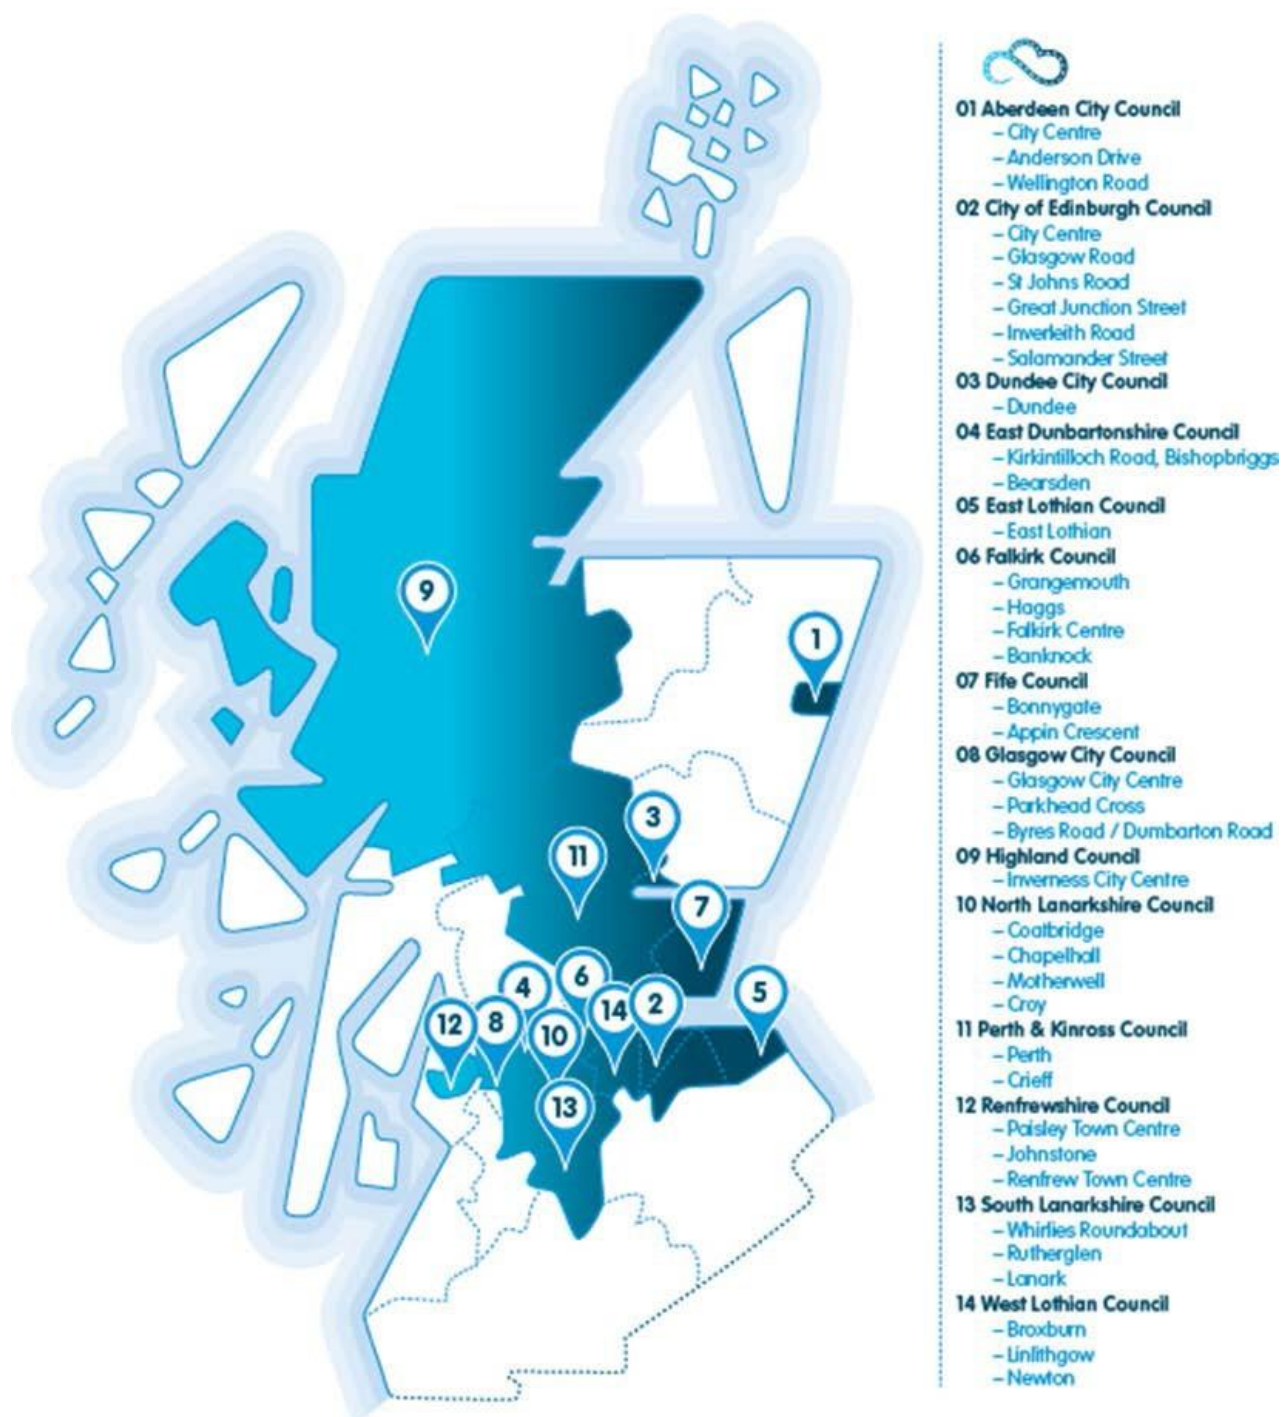 9
1
3
11
7
6
4
5
2
14
12
8
10
13
01 Aberdeen City Council
– City Centre
– Anderson Drive
– Wellington Road
02 City of Edinburgh Council
– City Centre
– Glasgow Road
– St Johns Road
– Great Junction Street
– Inverleith Road
– Salamander Street
03 Dundee City Council
– Dundee
04 East Dunbartonshire Council
– Kirkintilloch Road, Bishopbriggs
– Bearsden
05 East Lothian Council
– East Lothian
06 Falkirk Council
– Grangemouth
– Haggs
– Falkirk Centre
– Banknock
07 Fife Council
– Bonnygate
– Appin Crescent
08 Glasgow City Council
– Glasgow City Centre
– Parkhead Cross
– Byres Road / Dumbarton Road
09 Highland Council
– Inverness City Centre
10 North Lanarkshire Council
– Coatbridge
– Chapelhall
– Motherwell
– Croy
11 Perth & Kinross Council
– Perth
– Crieff
12 Renfrewshire Council
– Paisley Town Centre
– Johnstone
– Renfrew Town Centre
13 South Lanarkshire Council
– Whirlies Roundabout
– Rutherglen
– Lanark
14 West Lothian Council
– Broxburn
– Linlithgow
– Newton